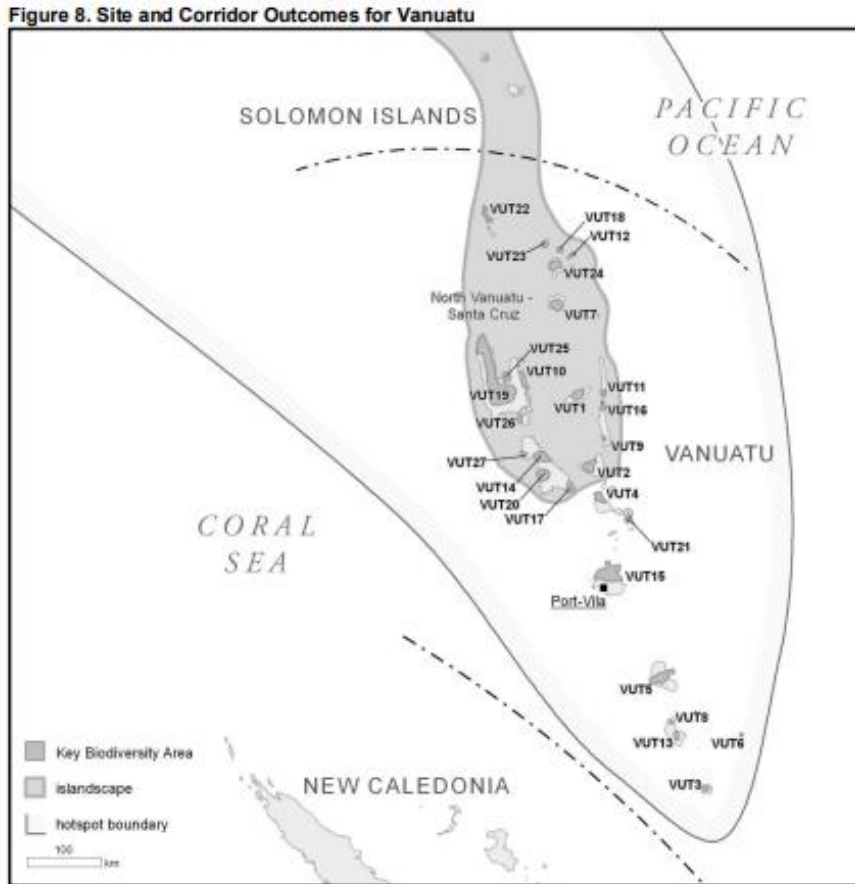 Figure 8. Site and Corridor Outcomes for Vanuatu
PACIFIC
OCEAN
SOLOMON ISLANDS
VUT22
VUT18
VUT12
VUT23
VUT24
North Vanuatu -
Santa Cruz
VUT7
VUT25
VUT10
VUT19
VUT1
VUT11
VUT16
VUT26
VUT9
VANUATU
VUT27
VUT2
VUT14
VUT4
VUT20
VUT17
CORAL
SEA
VUT21
VUT15
Port-Vila
VUT5
VUT8
VUT13
VUT6
VUT3
NEW CALEDONIA
Key Biodiversity Area
islandscape
hotspot boundary
100
km